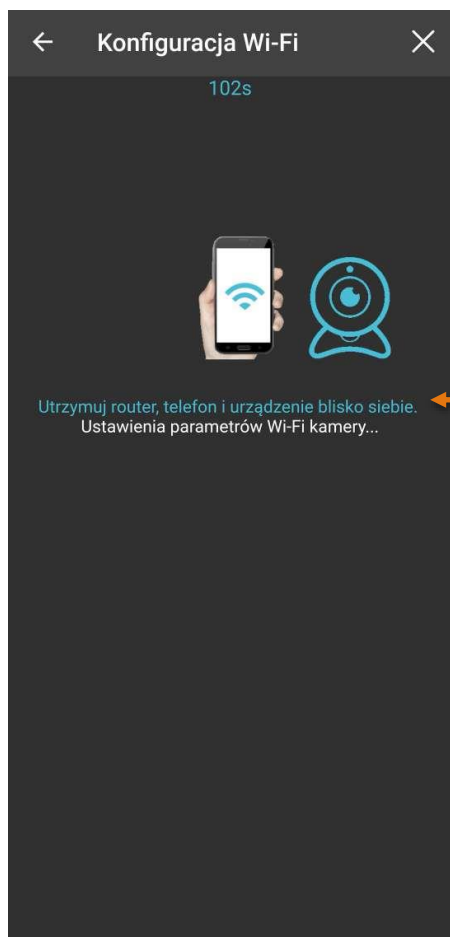 Konfiguracja Wi-Fi
102s
Utrzymuj router, telefon i urządzenie blisko siebie.
Ustawienia parametrów Wi-Fi kamery...